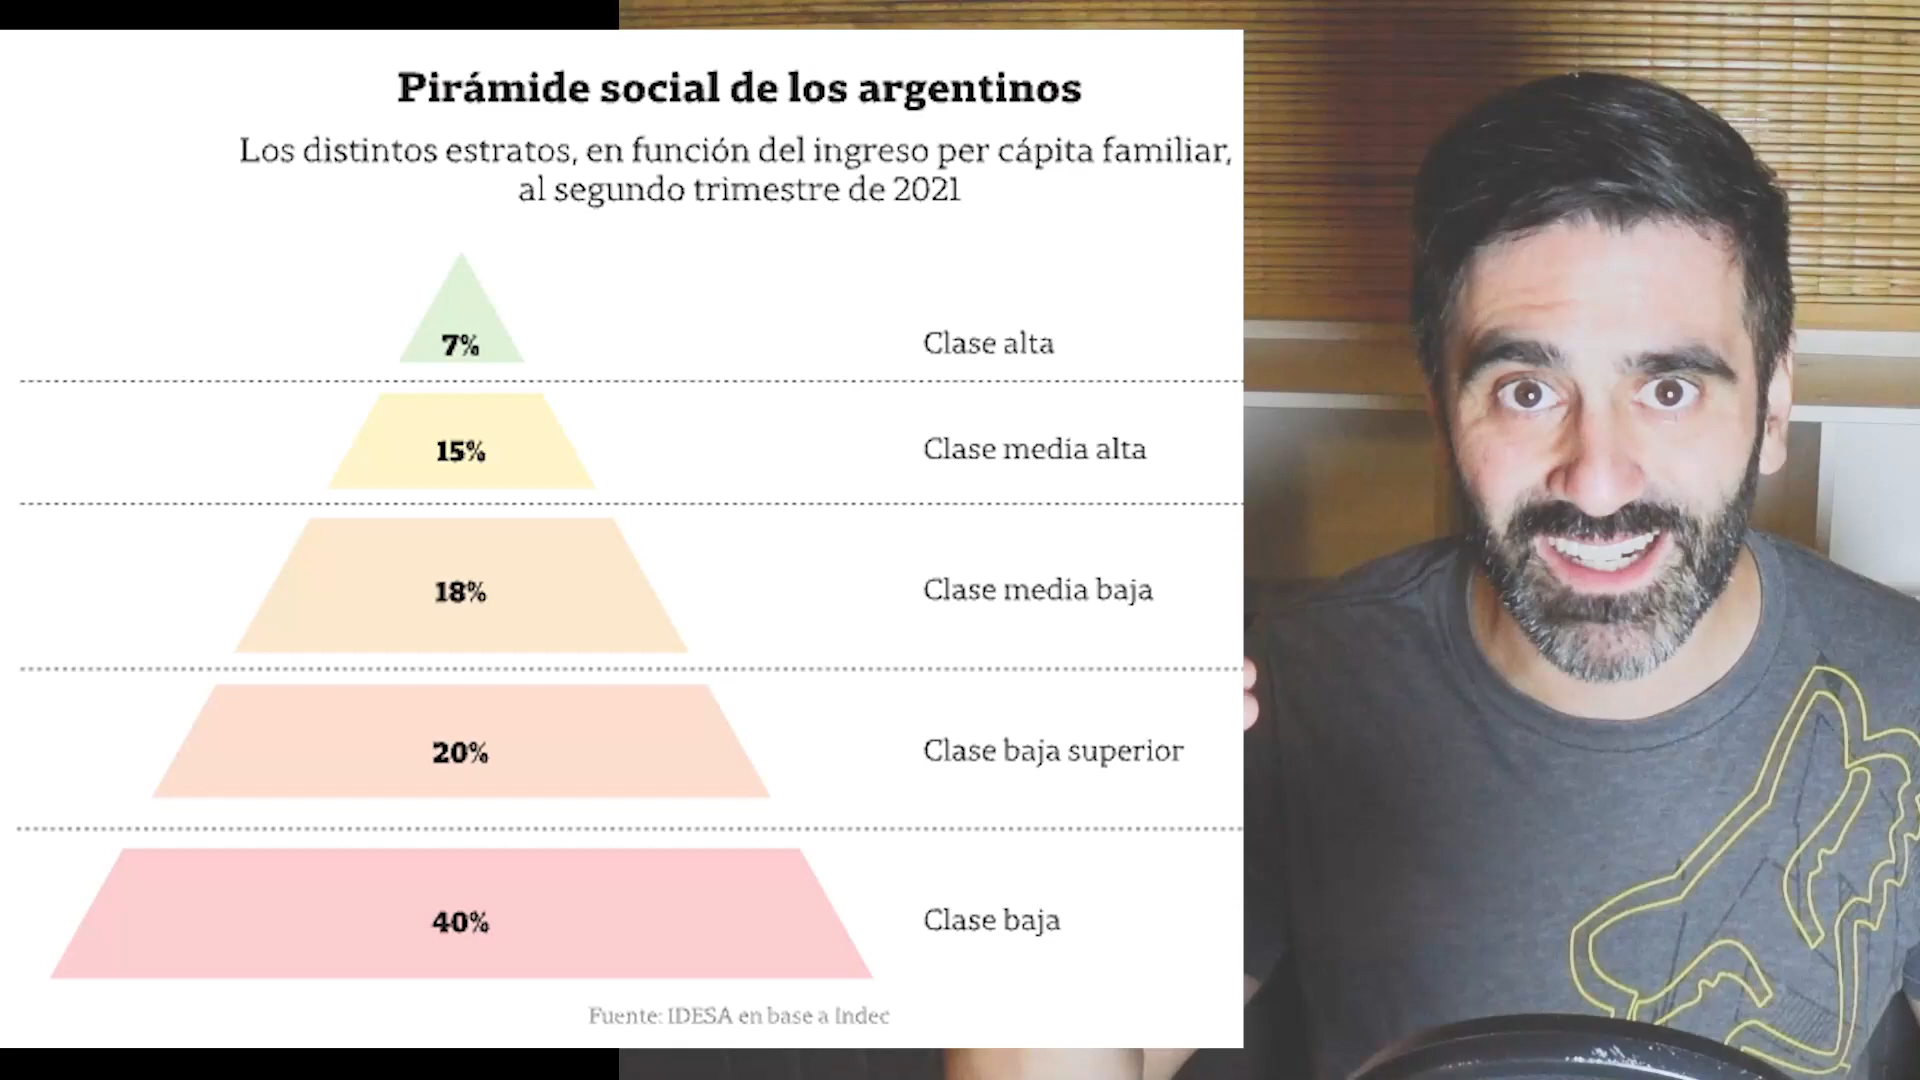 Pirámide social de los argentinos
Los distintos estratos, en función del ingreso per cápita familiar,
al segundo trimestre de 2021
7% Clase alta
15% Clase media alta
18% Clase media baja
20% Clase baja superior
40% Clase baja
Fuente: IDESA en base a Indec